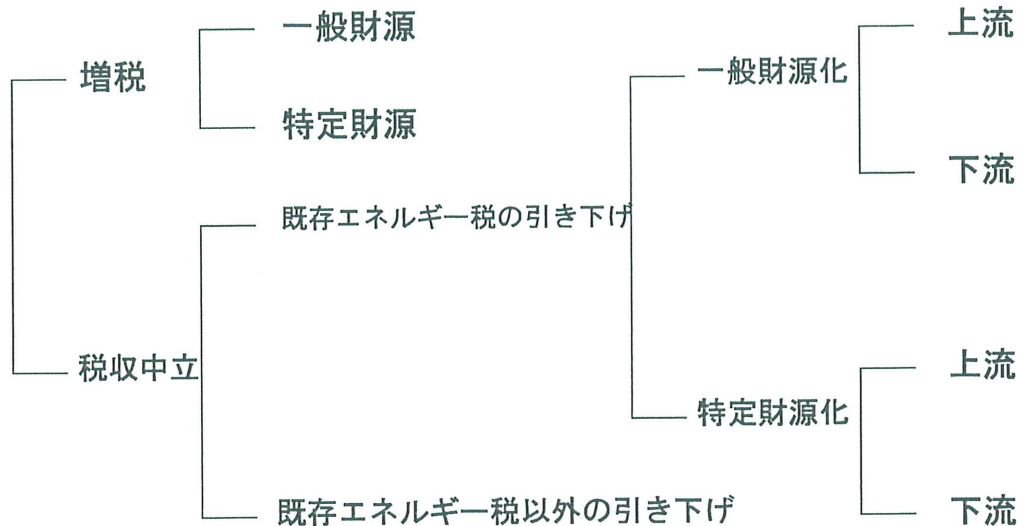 増税
一般財源
特定財源
税収中立
既存エネルギー税の引き下げ
一般財源化
上流
下流
特定財源化
上流
下流
既存エネルギー税以外の引き下げ